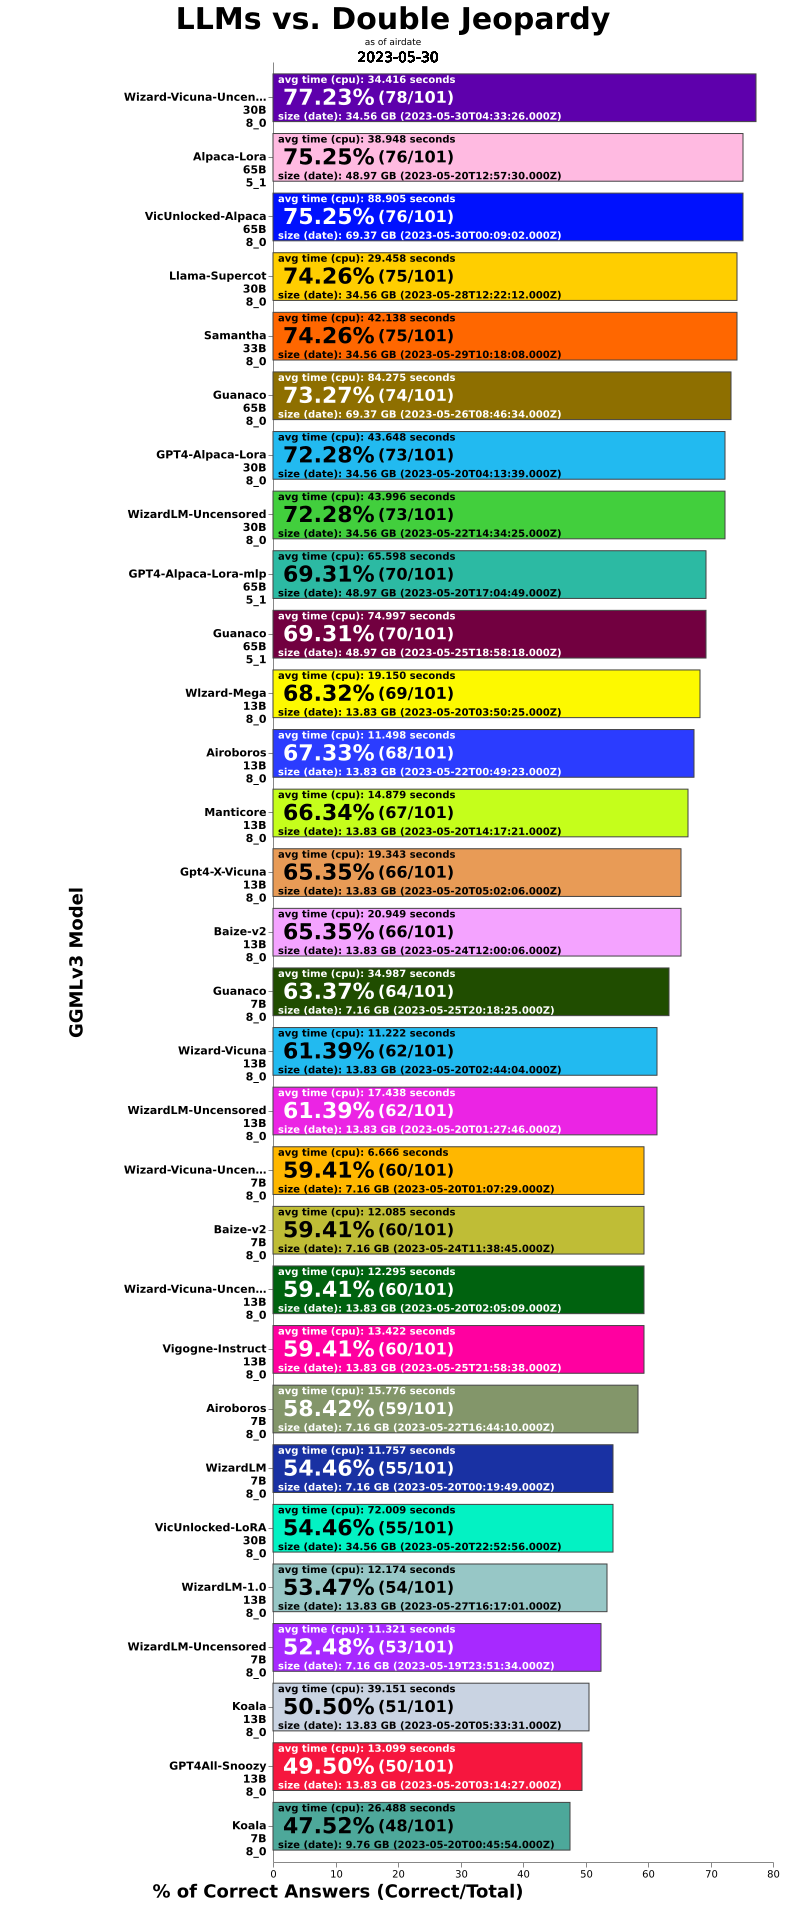 LLMs vs. Double Jeopardy
as of airdate
2023-05-30
avg time (cpu): 34.416 seconds
Wizard-Vicuna-Uncen...
30B
8_0
77.23% (78/101)
size (date): 34.56 GB (2023-05-30T04:33:26.000Z)
avg time (cpu): 38.948 seconds
Alpaca-Lora
65B
5_1
75.25% (76/101)
size (date): 48.97 GB (2023-05-20T12:57:30.000Z)
avg time (cpu): 88.905 seconds
VicUnlocked-Alpaca
65B
8_0
75.25% (76/101)
size (date): 69.37 GB (2023-05-30T00:09:02.000Z)
avg time (cpu): 29.458 seconds
Llama-Supercot
30B
8_0
74.26% (75/101)
size (date): 34.56 GB (2023-05-28T12:22:12.000Z)
avg time (cpu): 42.138 seconds
Samantha
33B
8_0
74.26% (75/101)
size (date): 34.56 GB (2023-05-29T10:18:08.000Z)
avg time (cpu): 84.275 seconds
Guanaco
65B
8_0
73.27% (74/101)
size (date): 69.37 GB (2023-05-26T08:46:34.000Z)
avg time (cpu): 43.648 seconds
GPT4-Alpaca-Lora
30B
8_0
72.28% (73/101)
size (date): 34.56 GB (2023-05-20T04:13:39.000Z)
avg time (cpu): 43.996 seconds
WizardLM-Uncensored
30B
8_0
72.28% (73/101)
size (date): 34.56 GB (2023-05-22T14:34:25.000Z)
avg time (cpu): 65.598 seconds
GPT4-Alpaca-Lora-mlp
65B
5_1
69.31% (70/101)
size (date): 48.97 GB (2023-05-20T17:04:49.000Z)
avg time (cpu): 74.997 seconds
Guanaco
65B
5_1
69.31% (70/101)
size (date): 48.97 GB (2023-05-25T18:58:18.000Z)
avg time (cpu): 19.150 seconds
WIzard-Mega
13B
8_0
68.32% (69/101)
size (date): 13.83 GB (2023-05-20T03:50:25.000Z)
avg time (cpu): 11.498 seconds
Airoboros
13B
8_0
67.33% (68/101)
size (date): 13.83 GB (2023-05-22T00:49:23.000Z)
avg time (cpu): 14.879 seconds
Manticore
13B
8_0
66.34% (67/101)
size (date): 13.83 GB (2023-05-20T14:17:21.000Z)
avg time (cpu): 19.343 seconds
Gpt4-X-Vicuna
13B
8_0
65.35% (66/101)
size (date): 13.83 GB (2023-05-20T05:02:06.000Z)
avg time (cpu): 20.949 seconds
Baize-v2
13B
8_0
65.35% (66/101)
size (date): 13.83 GB (2023-05-24T12:00:06.000Z)
avg time (cpu): 34.987 seconds
Guanaco
7B
8_0
63.37% (64/101)
size (date): 7.16 GB (2023-05-25T20:18:25.000Z)
avg time (cpu): 11.222 seconds
Wizard-Vicuna
13B
8_0
61.39% (62/101)
size (date): 13.83 GB (2023-05-20T02:44:04.000Z)
avg time (cpu): 17.438 seconds
WizardLM-Uncensored
13B
8_0
61.39% (62/101)
size (date): 13.83 GB (2023-05-20T01:27:46.000Z)
avg time (cpu): 6.666 seconds
Wizard-Vicuna-Uncen...
7B
8_0
59.41% (60/101)
size (date): 7.16 GB (2023-05-20T01:07:29.000Z)
avg time (cpu): 12.085 seconds
Baize-v2
7B
8_0
59.41% (60/101)
size (date): 7.16 GB (2023-05-24T11:38:45.000Z)
avg time (cpu): 12.295 seconds
Wizard-Vicuna-Uncen...
13B
8_0
59.41% (60/101)
size (date): 13.83 GB (2023-05-20T02:05:09.000Z)
avg time (cpu): 13.422 seconds
Vigogne-Instruct
13B
8_0
59.41% (60/101)
size (date): 13.83 GB (2023-05-25T21:58:38.000Z)
avg time (cpu): 15.776 seconds
Airoboros
7B
8_0
58.42% (59/101)
size (date): 7.16 GB (2023-05-22T16:44:10.000Z)
avg time (cpu): 11.757 seconds
WizardLM
7B
8_0
54.46% (55/101)
size (date): 7.16 GB (2023-05-20T00:19:49.000Z)
avg time (cpu): 72.009 seconds
VicUnlocked-LoRA
30B
8_0
54.46% (55/101)
size (date): 34.56 GB (2023-05-20T22:52:56.000Z)
avg time (cpu): 12.174 seconds
WizardLM-1.0
13B
8_0
53.47% (54/101)
size (date): 13.83 GB (2023-05-27T16:17:01.000Z)
avg time (cpu): 11.321 seconds
WizardLM-Uncensored
7B
8_0
52.48% (53/101)
size (date): 7.16 GB (2023-05-19T23:51:34.000Z)
avg time (cpu): 39.151 seconds
Koala
13B
8_0
50.50% (51/101)
size (date): 13.83 GB (2023-05-20T05:33:31.000Z)
avg time (cpu): 13.099 seconds
GPT4All-Snoozy
13B
8_0
49.50% (50/101)
size (date): 13.83 GB (2023-05-20T03:14:27.000Z)
avg time (cpu): 26.488 seconds
Koala
7B
8_0
47.52% (48/101)
size (date): 9.76 GB (2023-05-20T00:45:54.000Z)
GGMLv3 Model
0 10 20 30 40 50 60 70 80
% of Correct Answers (Correct/Total)